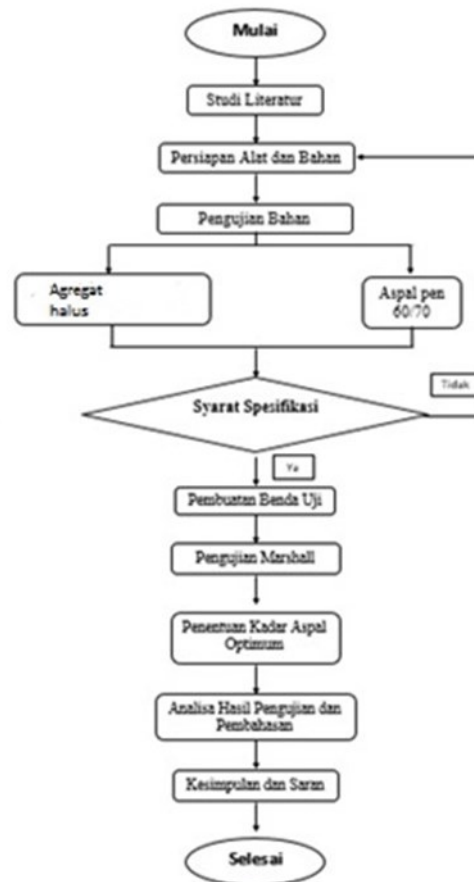 Mulai
Studi Literatur
Persiapan Alat dan Bahan
Pengujian Bahan
Agregat
halus
Aspal pen
60/70
Tidak
Syarat Spesifikasi
Ya
Pembuatan Benda Uji
Pengujian Marshall
Penentuan Kadar Aspal
Optimum
Analisa Hasil Pengujian dan
Pembahasan
Kesimpulan dan Saran
Selesai